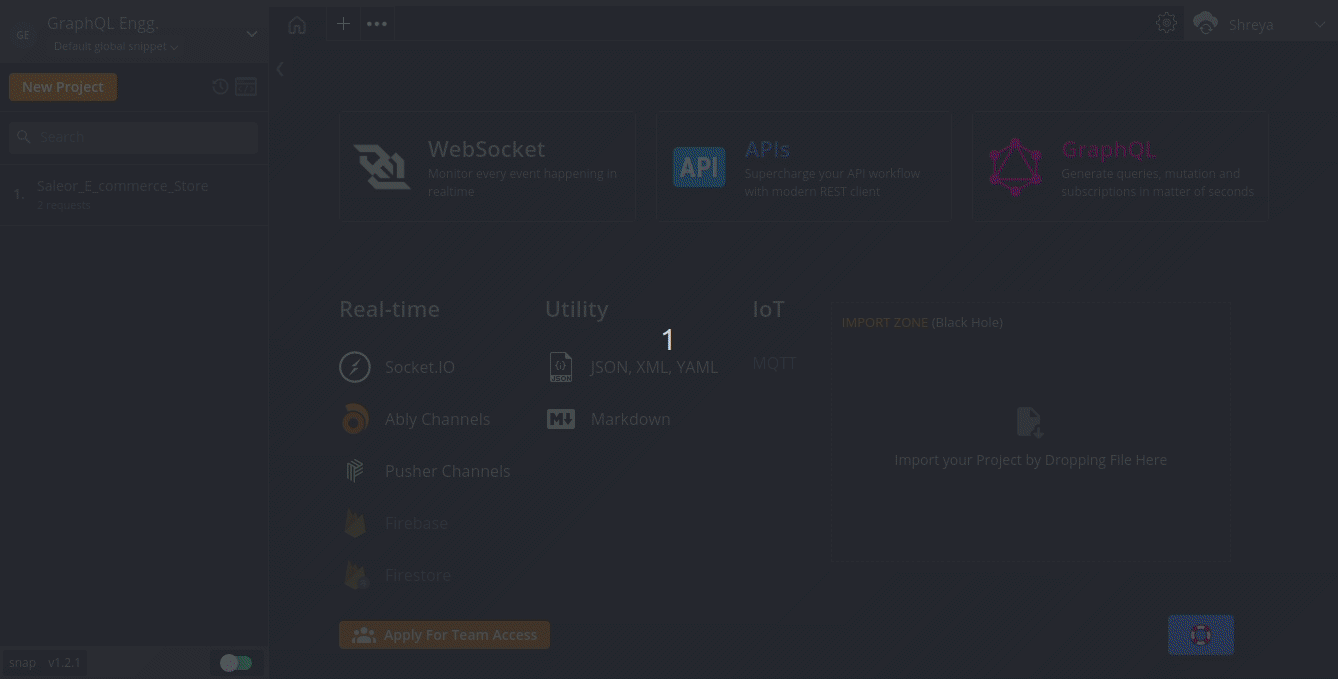 GE
GraphQL Engg.
Default global snippet
Shreya
New Project
Search
1.
Saleor_E_commerce_Store
2 requests
WebSocket
Monitor every event happening in
realtime
API
APIs
Supercharge your API workflow
with modern REST client
GraphQL
Generate queries, mutation and
subscriptions in matter of seconds
Real-time
Socket.IO
Ably Channels
Pusher Channels
Firebase
Firestore
Utility
JSON
JSON, XML, YAML
Markdown
1
IoT
MQTT
IMPORT ZONE (Black Hole)
Import your Project by Dropping File Here
Apply For Team Access
snap
v1.2.1